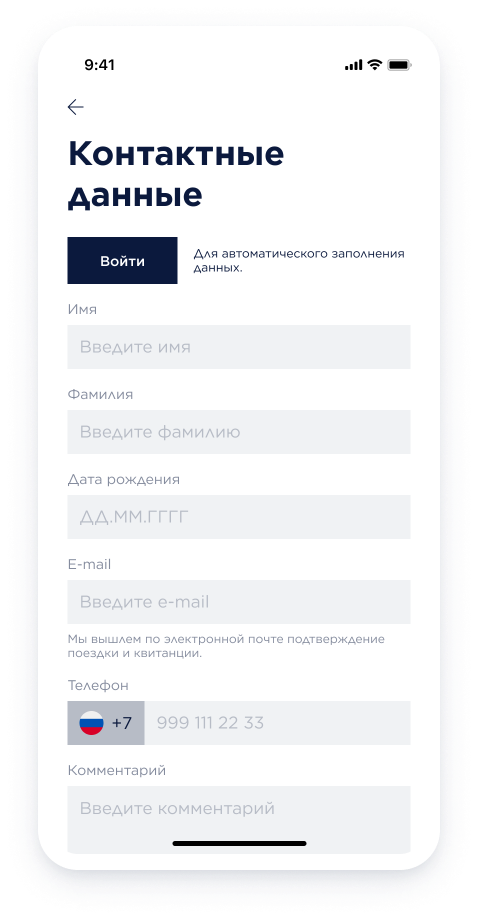 9:41
Контактные
данные
Войти
Для автоматического заполнения
данных.
Имя
Введите имя
Фамилия
Введите фамилию
Дата рождения
ДД.ММ.ГГГГ
E-mail
Введите e-mail
Мы вышлем по электронной почте подтверждение
поездки и квитанции.
Телефон
+7 999 111 22 33
Комментарий
Введите комментарий